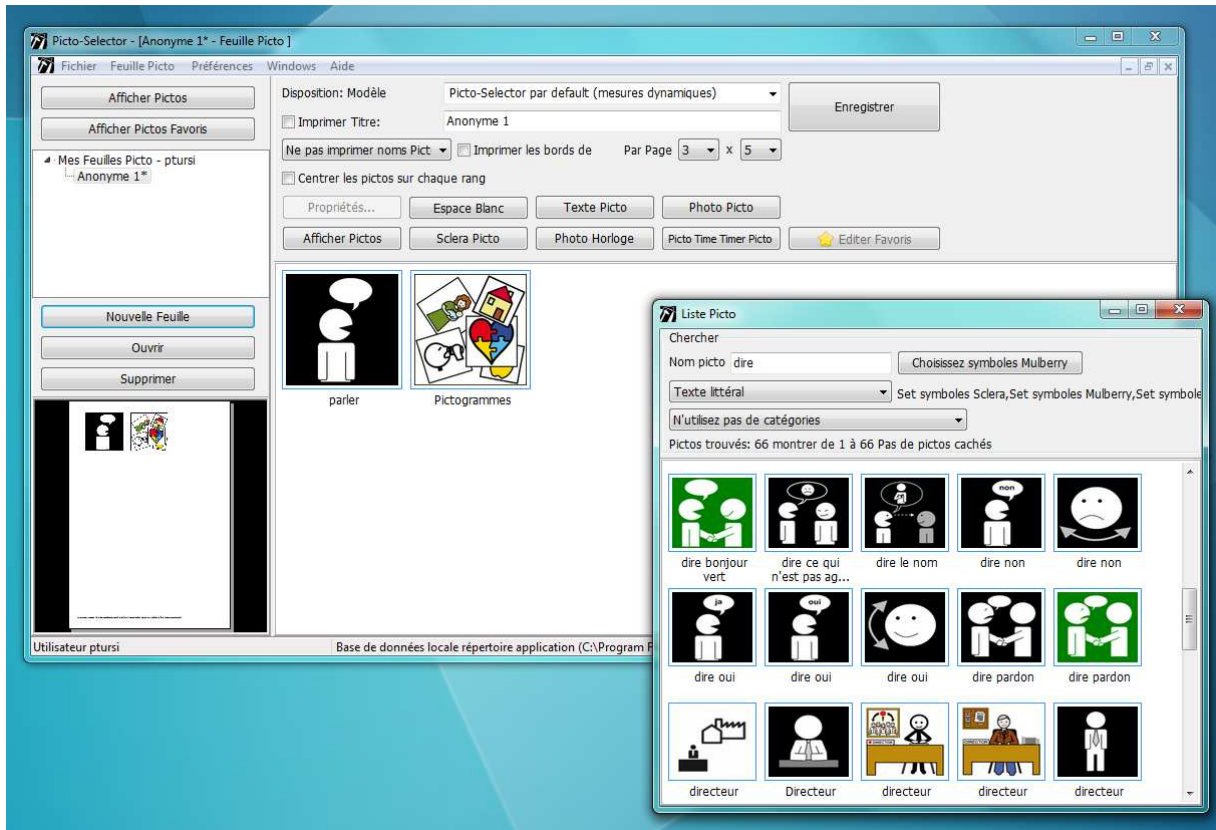 Picto-Selector - [Anonyme 1* - Feuille Picto ]
Fichier Feuille Picto Préférences Windows Aide
Afficher Pictos
Afficher Pictos Favoris
Mes Feuilles Picto - ptursi
Anonyme 1*
Nouvelle Feuille
Ouvrir
Supprimer
Disposition: Modèle Picto-Selector par default (mesures dynamiques)
Enregistrer
Imprimer Titre: Anonyme 1
Ne pas imprimer noms Pict Imprimer les bords de Par Page 3 x 5
Centrer les pictos sur chaque rang
Propriétés... Espace Blanc Texte Picto Photo Picto
Afficher Pictos Sclera Picto Photo Horloge Picto Time Timer Picto Editer Favoris
parler Pictogrammes
Utilisateur ptursi Base de données locale répertoire application (C:\Program F
Liste Picto
Chercher
Nom picto dire Choisissez symboles Mulberry
Texte littéral Set symboles Sclera,Set symboles Mulberry,Set symbole
N'utilisez pas de catégories
Pictos trouvés: 66 montrer de 1 à 66 Pas de pictos cachés
non
dire bonjour vert
dire ce qui n'est pas ag...
dire le nom
dire non
dire non
ja oui
dire oui dire oui dire oui dire pardon dire pardon
DIRECTOR DIRECTOR
directeur Directeur directeur directeur directeur